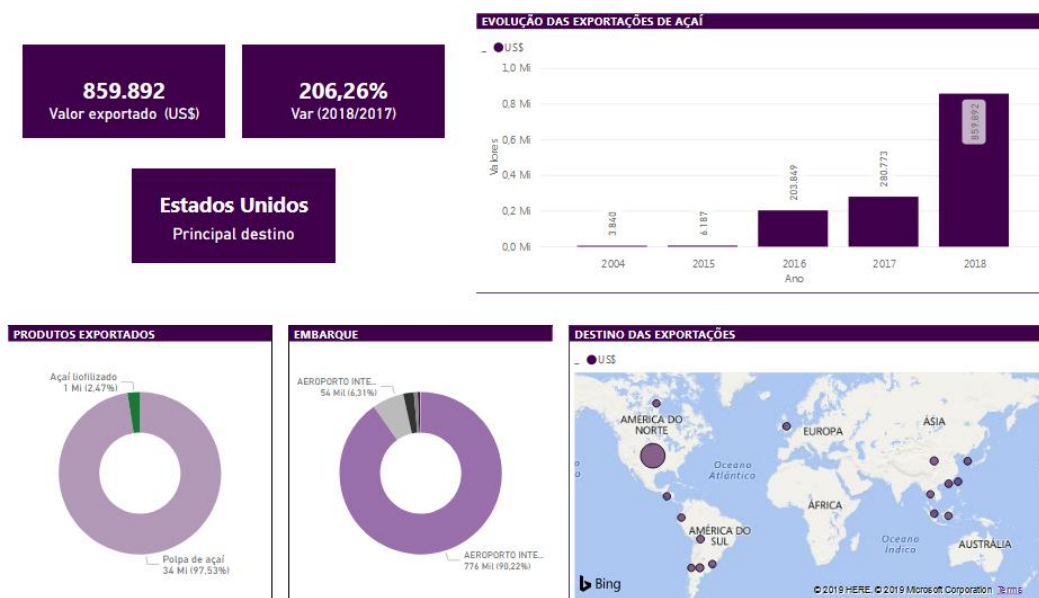 859.892
Valor exportado (US$)
206,26%
Var (2018/2017)
Estados Unidos
Principal destino
EVOLUÇÃO DAS EXPORTAÇÕES DE AÇAÍ
US$
1,0 Mi
0,8 Mi
0,6 Mi
0,4 Mi
0,2 Mi
0,0 Mi
Valores
3.840
6.187
203.849
280.773
859.892
2004
2015
2016
2017
2018
Ano
PRODUTOS EXPORTADOS
Açaí liofilizado
1 Mi (2,47%)
Polpa de açaí
34 Mi (97,53%)
EMBARQUE
AEROPORTO INTE...
54 Mil (6,31%)
AEROPORTO INTE...
776 Mil (90,22%)
DESTINO DAS EXPORTAÇÕES
US$
AMÉRICA DO
NORTE
EUROPA
ÁSIA
Oceano
Atlântico
ÁFRICA
AMÉRICA DO
SUL
Oceano
Índico
AUSTRÁLIA
Bing
© 2019 HERE, © 2019 Microsoft Corporation Terms